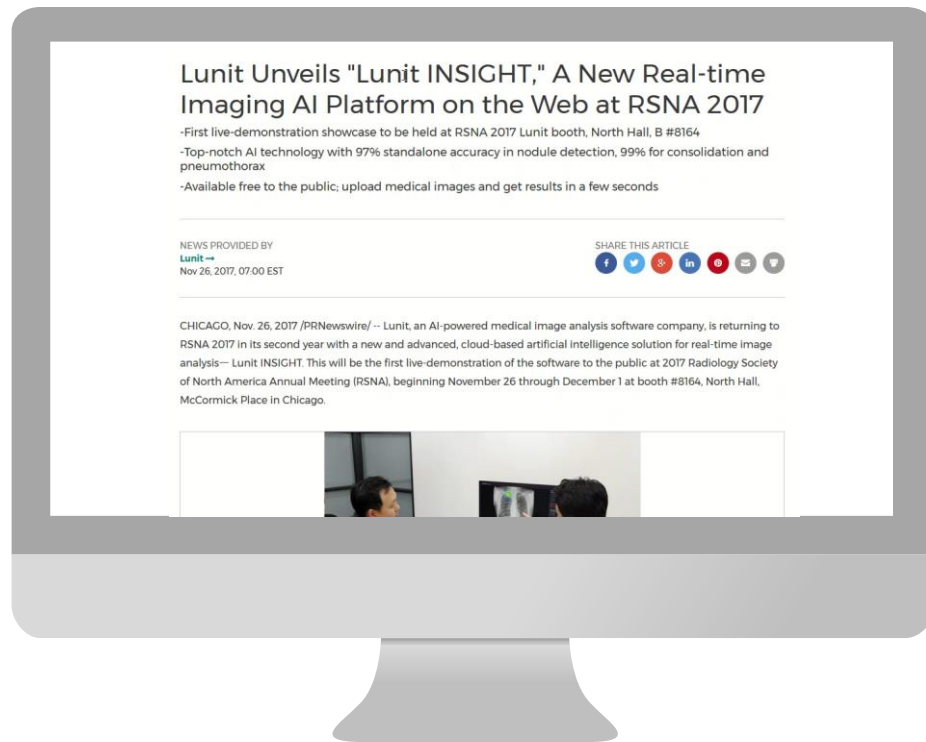 Lunit Unveils "Lunit INSIGHT," A New Real-time
Imaging AI Platform on the Web at RSNA 2017
-First live-demonstration showcase to be held at RSNA 2017 Lunit booth, North Hall, B #8164
-Top-notch AI technology with 97% standalone accuracy in nodule detection, 99% for consolidation and
pneumothorax
-Available free to the public; upload medical images and get results in a few seconds
NEWS PROVIDED BY
Lunit →
Nov 26, 2017, 07:00 EST
SHARE THIS ARTICLE
CHICAGO, Nov. 26, 2017 /PRNewswire/ -- Lunit, an AI-powered medical image analysis software company, is returning to
RSNA 2017 in its second year with a new and advanced, cloud-based artificial intelligence solution for real-time image
analysis— Lunit INSIGHT. This will be the first live-demonstration of the software to the public at 2017 Radiology Society
of North America Annual Meeting (RSNA), beginning November 26 through December 1 at booth #8164, North Hall,
McCormick Place in Chicago.